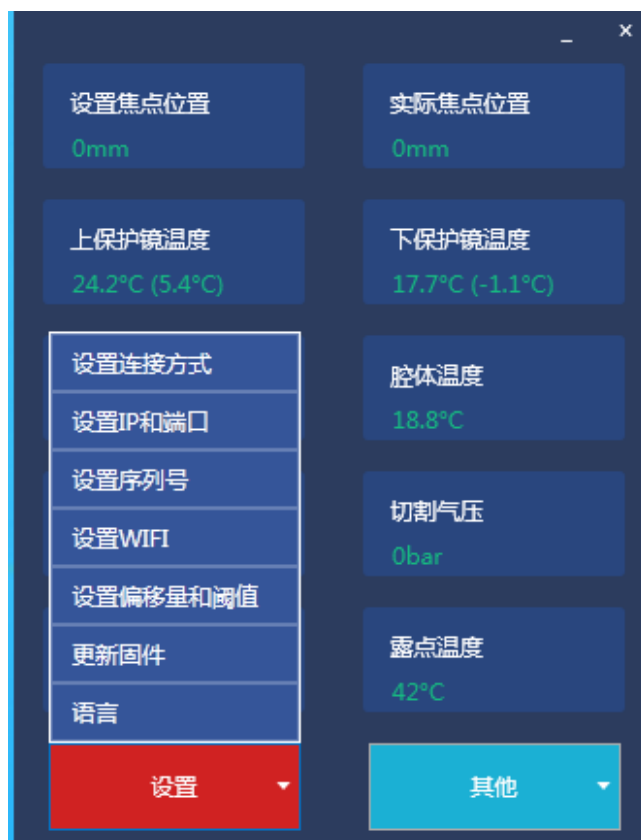 设置焦点位置
0mm
实际焦点位置
0mm
上保护镜温度
24.2°C (5.4°C)
下保护镜温度
17.7°C (-1.1°C)
设置连接方式
设置IP和端口
设置序列号
设置WIFI
设置偏移量和阈值
更新固件
语言
腔体温度
18.8°C
切割气压
0bar
露点温度
42°C
设置
其他